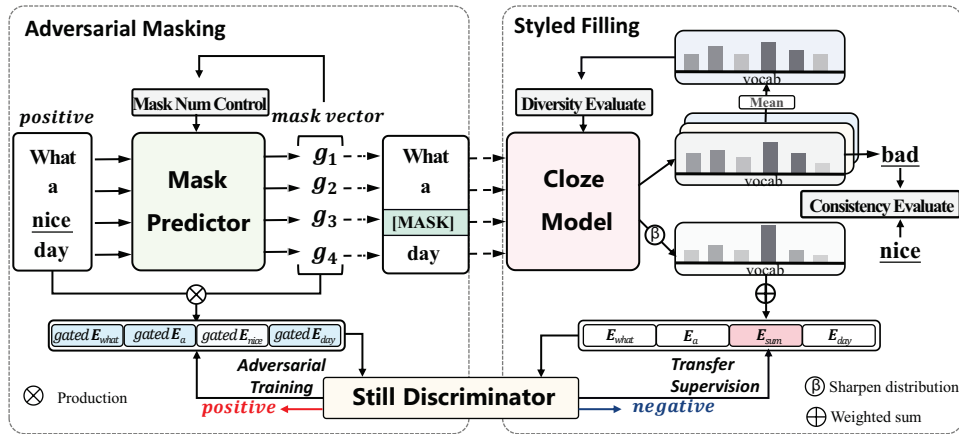 Adversarial Masking
Styled Filling
positive
Mask Num Control
mask vector
What
a
nice
day
Mask
Predictor
g1
g2
g3
g4
What
a
[MASK]
day
Diversity Evaluate
Cloze
Model
vocab
Mean
vocab
β
vocab
bad
Consistency Evaluate
nice
gated Ewhat
gated Ea
gated Enice
gated Eday
Ewhat
Ea
Esum
Eday
Adversarial
Training
Still Discriminator
Transfer
Supervision
positive
negative
Production
β Sharpen distribution
Weighted sum